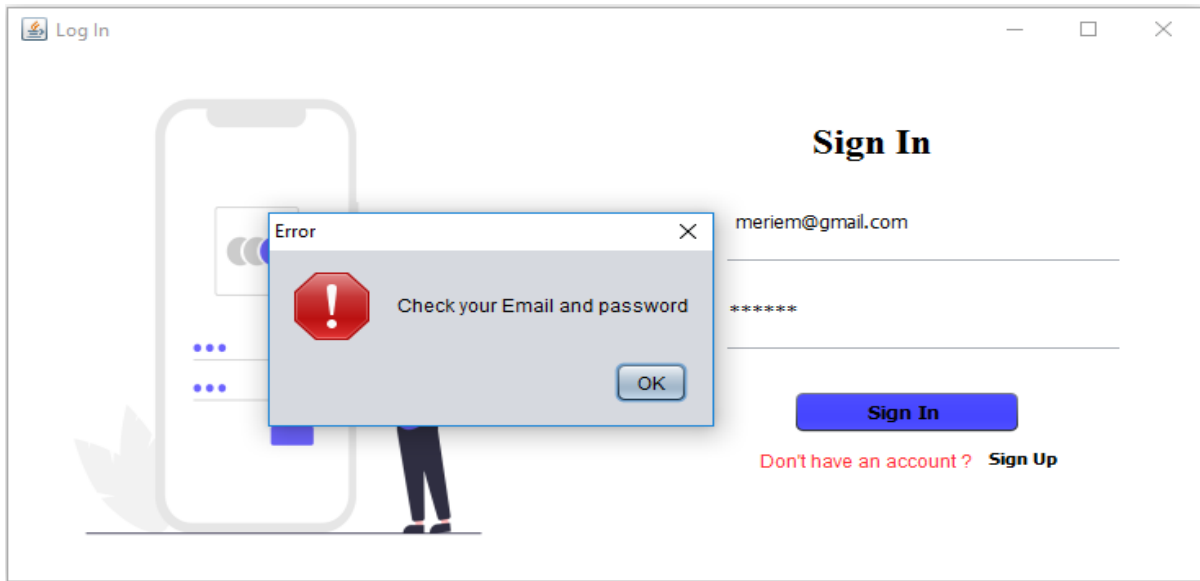 Log In
Sign In
meriem@gmail.com
Error
Check your Email and password
OK
******
Sign In
Don't have an account ? Sign Up